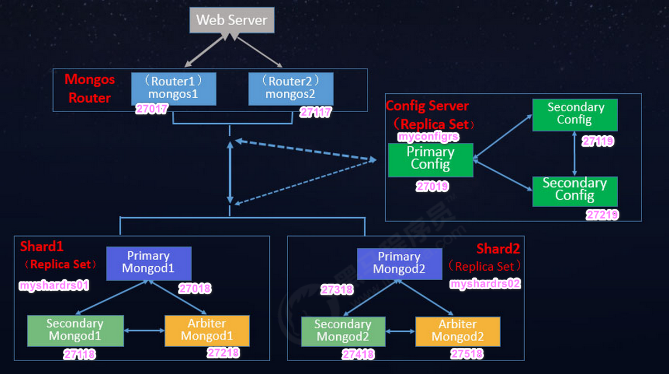 Web Server
Mongos
Router
（Router1）
mongos1
27017
（Router2）
mongos2
27117
Config Server
（Replica Set）
myconfigrs
Primary
Config
27019
Secondary
Config
27119
Secondary
Config
27219
Shard1
（Replica Set）
myshardrs01
Primary
Mongod1
27018
Secondary
Mongod1
27118
Arbiter
Mongod1
27218
Shard2
（Replica Set）
myshardrs02
Primary
Mongod2
27318
Secondary
Mongod2
27418
Arbiter
Mongod2
27518